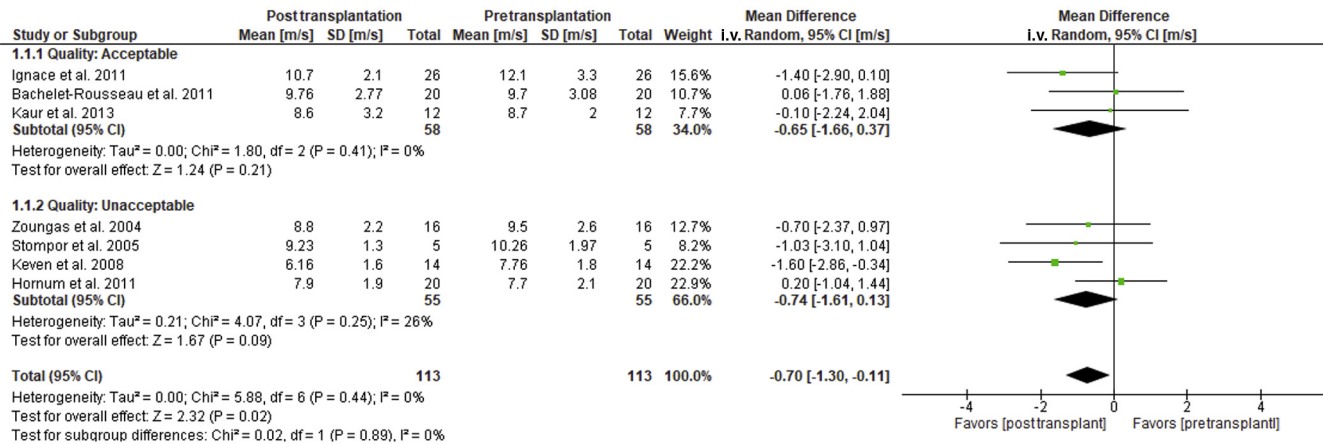 Post transplantation Pretransplantation Mean Difference Mean Difference
Study or Subgroup Mean [m/s] SD [m/s] Total Mean [m/s] SD [m/s] Total Weight i.v. Random, 95% CI [m/s] i.v. Random, 95% CI [m/s]
1.1.1 Quality: Acceptable
Ignace et al. 2011 10.7 2.1 26 12.1 3.3 26 15.6% -1.40 [-2.90, 0.10]
Bachelet-Rousseau et al. 2011 9.76 2.77 20 9.7 3.08 20 10.7% 0.06 [-1.76, 1.88]
Kaur et al. 2013 8.6 3.2 12 8.7 2 12 7.7% -0.10 [-2.24, 2.04]
Subtotal (95% CI) 58 58 34.0% -0.65 [-1.66, 0.37]
Heterogeneity: Tau² = 0.00; Chi² = 1.80, df = 2 (P = 0.41); I² = 0%
Test for overall effect: Z = 1.24 (P = 0.21)
1.1.2 Quality: Unacceptable
Zoungas et al. 2004 8.8 2.2 16 9.5 2.6 16 12.7% -0.70 [-2.37, 0.97]
Stompor et al. 2005 9.23 1.3 5 10.26 1.97 5 8.2% -1.03 [-3.10, 1.04]
Keven et al. 2008 6.16 1.6 14 7.76 1.8 14 22.2% -1.60 [-2.86, -0.34]
Hornum et al. 2011 7.9 1.9 20 7.7 2.1 20 22.9% 0.20 [-1.04, 1.44]
Subtotal (95% CI) 55 55 66.0% -0.74 [-1.61, 0.13]
Heterogeneity: Tau² = 0.21; Chi² = 4.07, df = 3 (P = 0.25); I² = 26%
Test for overall effect: Z = 1.67 (P = 0.09)
Total (95% CI) 113 113 100.0% -0.70 [-1.30, -0.11]
Heterogeneity: Tau² = 0.00; Chi² = 5.88, df = 6 (P = 0.44); I² = 0%
Test for overall effect: Z = 2.32 (P = 0.02)
Test for subgroup differences: Chi² = 0.02, df = 1 (P = 0.89), I² = 0%
-4 -2 0 2 4
Favors [posttransplant] Favors [pretransplantl]